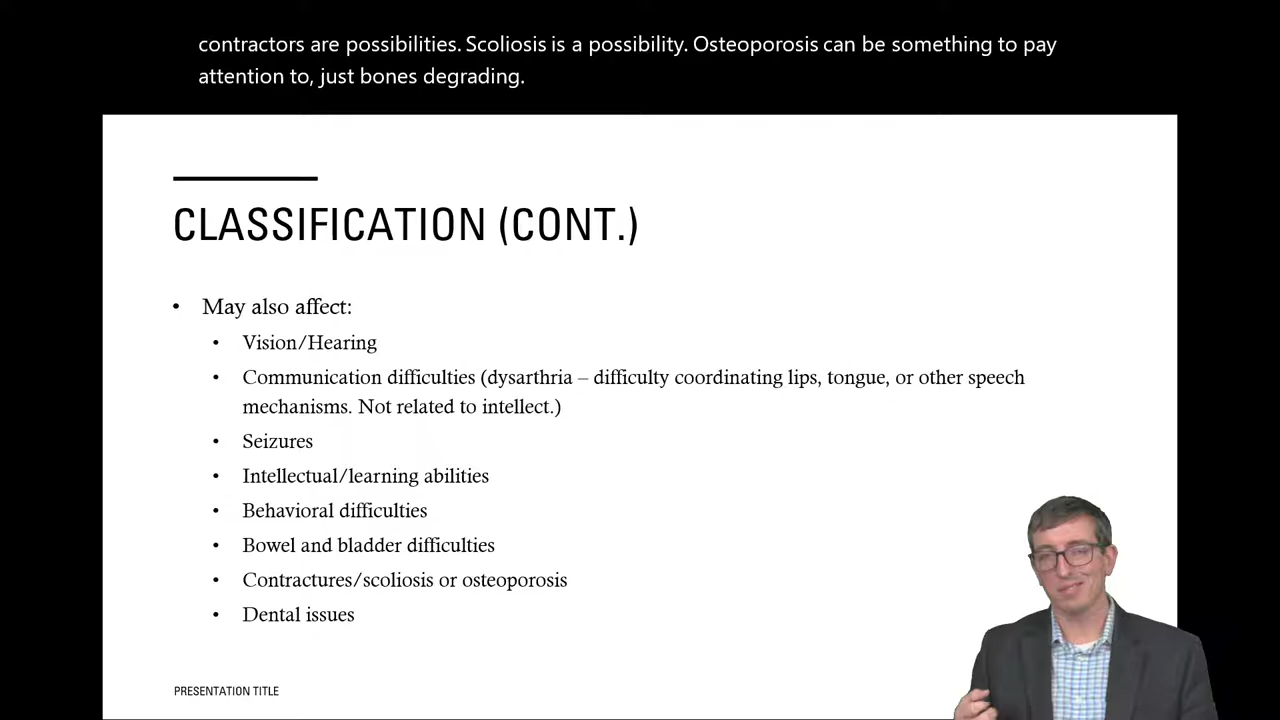 contractors are possibilities. Scoliosis is a possibility. Osteoporosis can be something to pay
attention to, just bones degrading.
CLASSIFICATION (CONT.)
• May also affect:
• Vision/Hearing
• Communication difficulties (dysarthria – difficulty coordinating lips, tongue, or other speech
mechanisms. Not related to intellect.)
• Seizures
• Intellectual/learning abilities
• Behavioral difficulties
• Bowel and bladder difficulties
• Contractures/scoliosis or osteoporosis
• Dental issues
PRESENTATION TITLE